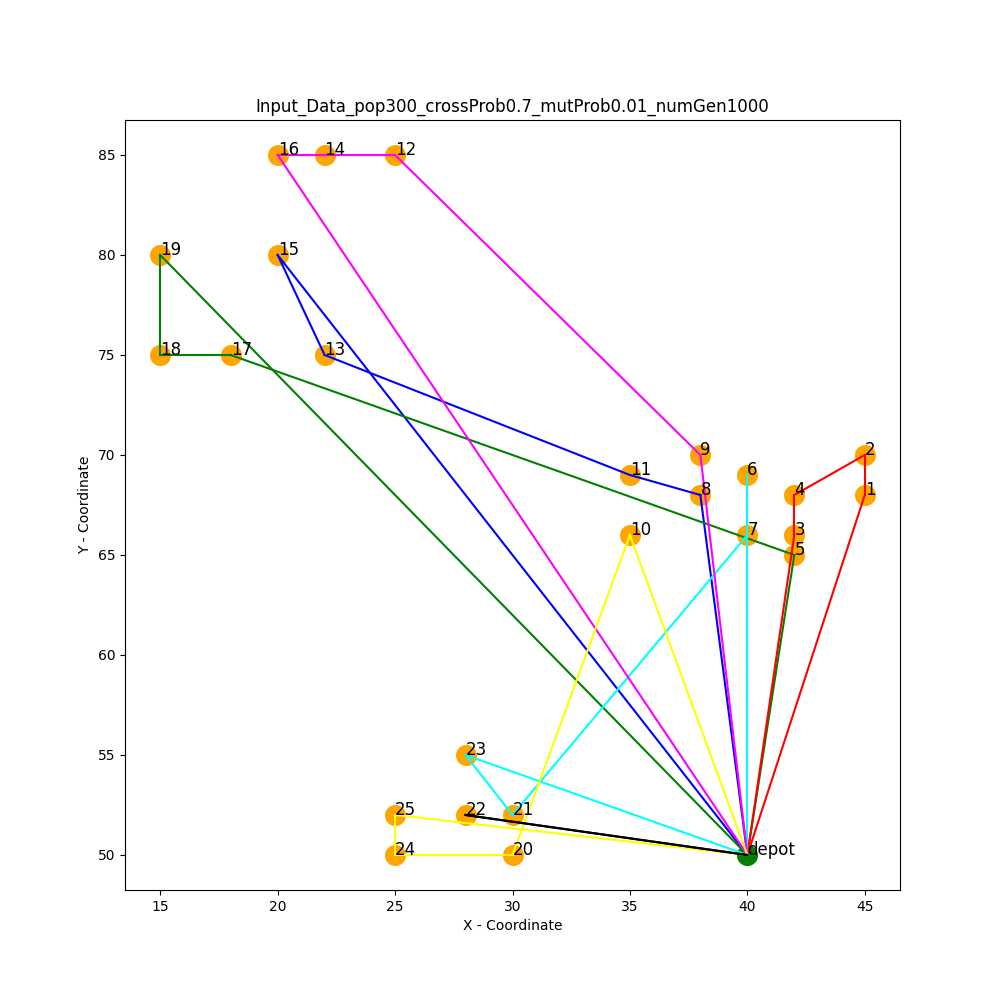 Input_Data_pop300_crossProb0.7_mutProb0.01_numGen1000
Y - Coordinate
85
80
75
70
65
60
55
50
16 14 12
19 15
18 17 13
9 2
11 6
8 4 1
10 7 3
5
23
25 22 21
24 20 depot
15 20 25 30 35 40 45
X - Coordinate